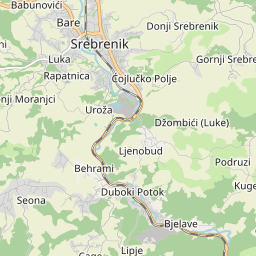 Babunovići
Bare
Donji Srebrenik
Srebrenik
Luka
Gornji Srebre
Rapatnica
Čojlučko Polje
nji Moranjci
Uroža
Džombići (Luke)
Ljenobud
Podruzi
Behrami
Kuge
Duboki Potok
Seona
Bjelave
Lipje